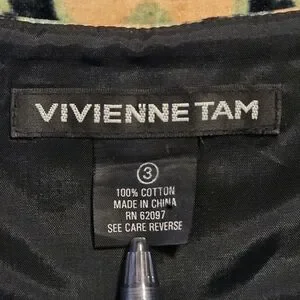 VIVIENNE TAM
3
100% COTTON
MADE IN CHINA
RN 62097
SEE CARE REVERSE